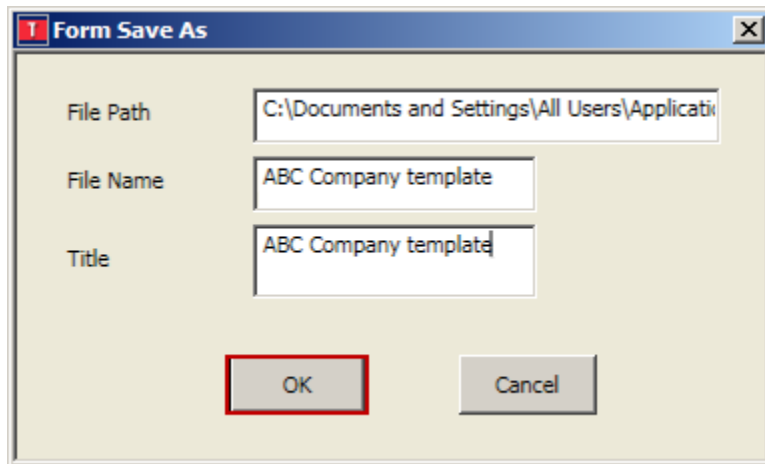 T Form Save As
File Path C:\Documents and Settings\All Users\
File Name ABC Company template
Title ABC Company template
OK Cancel